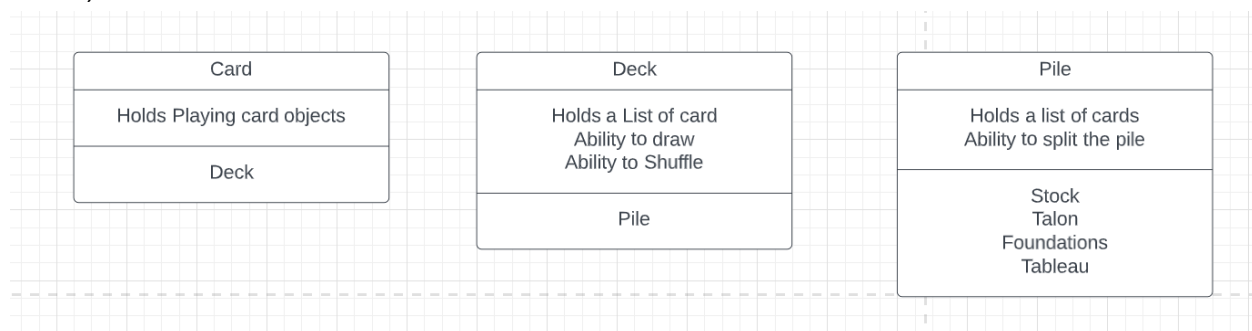 Card
Holds Playing card objects
Deck
Deck
Holds a List of card
Ability to draw
Ability to Shuffle
Pile
Pile
Holds a list of cards
Ability to split the pile
Stock
Talon
Foundations
Tableau